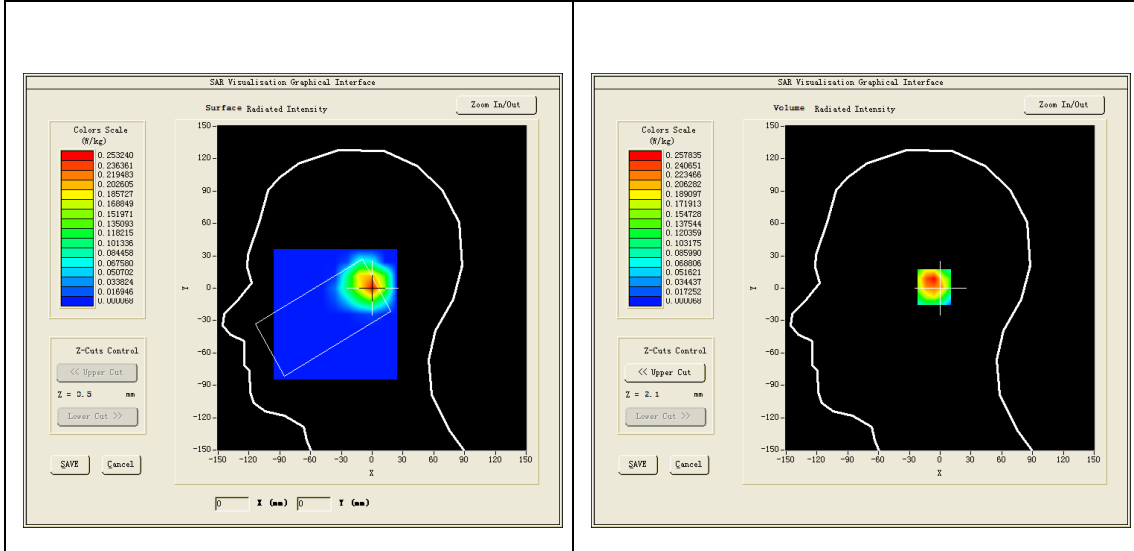 SAR Visualisation Graphical Interface
Surface Radiated Intensity
Zoom In/Out
Colors Scale
(W/kg)
0.253240
0.236361
0.219483
0.202605
0.185727
0.168849
0.151971
0.135093
0.118215
0.101336
0.084458
0.067580
0.050702
0.033824
0.016946
0.000068
150
120
90
60
30
0
-30
-60
-90
-120
-150
Y
-150 -120 -90 -60 -30 0 30 60 90 120 150
X
Z-Cuts Control
<< Upper Cut
Z = 0.5 mm
Lower Cut >>
SAVE Cancel
0 X (mm) 0 Y (mm)
SAR Visualisation Graphical Interface
Volume Radiated Intensity
Zoom In/Out
Colors Scale
(W/kg)
0.257835
0.240651
0.223466
0.206282
0.189097
0.171913
0.154728
0.137544
0.120359
0.103175
0.085990
0.068806
0.051621
0.034437
0.017252
0.000068
150
120
90
60
30
0
-30
-60
-90
-120
-150
Y
-150 -120 -90 -60 -30 0 30 60 90 120 150
X
Z-Cuts Control
<< Upper Cut
Z = 2.1 mm
Lower Cut >>
SAVE Cancel